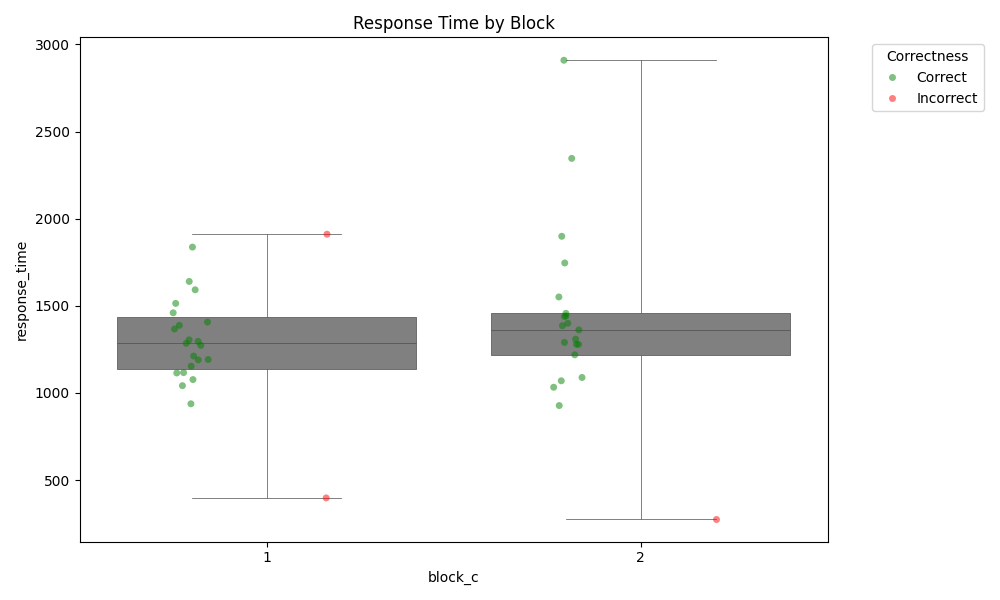 Response Time by Block
3000
2500
2000
1500
1000
500
response_time
1
2
block_c
Correctness
Correct
Incorrect